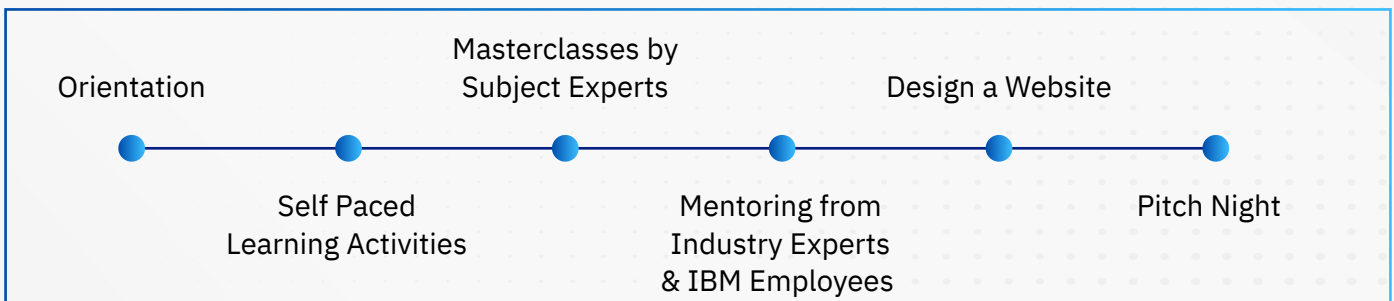 Orientation
Self Paced
Learning Activities
Masterclasses by
Subject Experts
Mentoring from
Industry Experts
& IBM Employees
Design a Website
Pitch Night